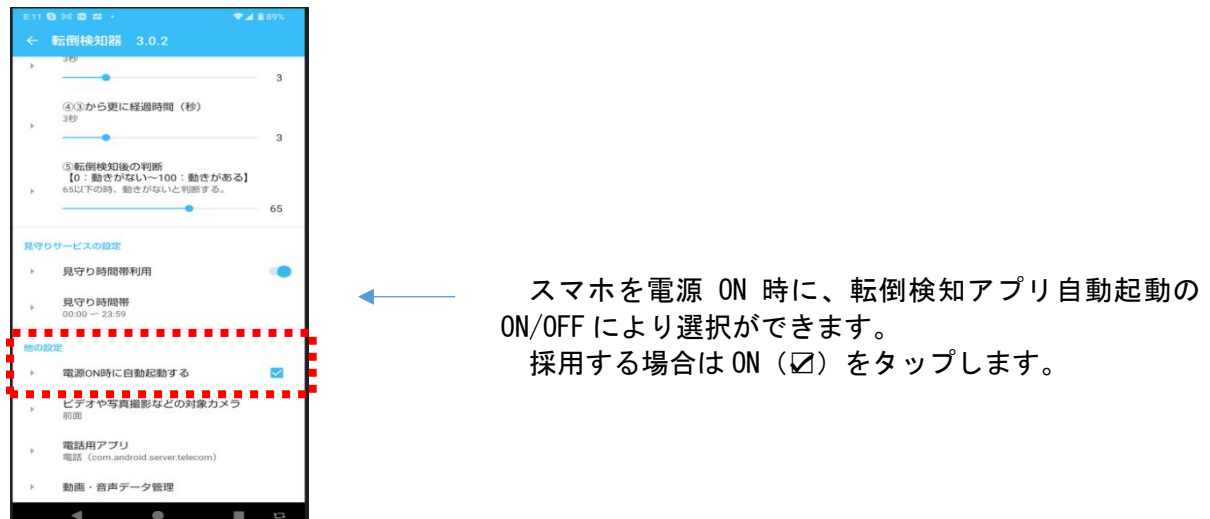 8:11
89%
転倒検知器 3.0.2
3秒
3
④③から更に経過時間（秒）
3秒
3
⑤転倒検知後の判断
【0：動きがない～100：動きがある】
65以下の時、動きがないと判断する。
65
見守りサービスの設定
見守り時間帯利用
見守り時間帯
00:00 ー 23:59
他の設定
電源ON時に自動起動する
ビデオや写真撮影などの対象カメラ
前面
電話用アプリ
電話（com.android.server.telecom）
動画・音声データ管理
スマホを電源 ON 時に、転倒検知アプリ自動起動の
ON/OFF により選択ができます。
採用する場合は ON（☑）をタップします。